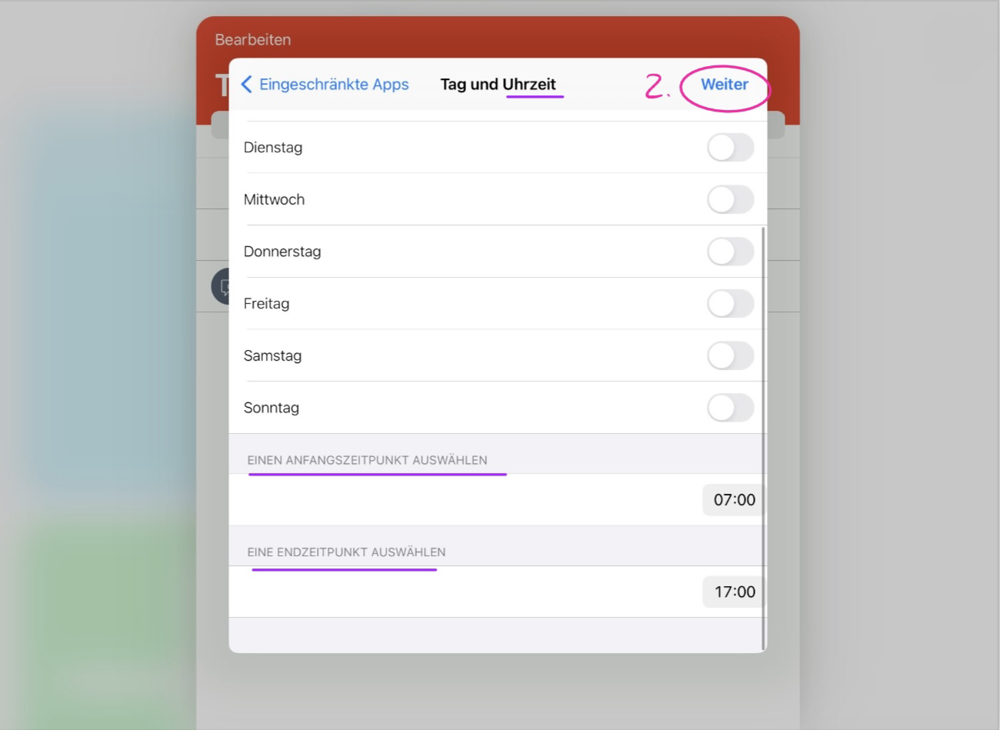 Bearbeiten
T
Eingeschränkte Apps Tag und Uhrzeit 2. Weiter
Dienstag
Mittwoch
Donnerstag
Freitag
Samstag
Sonntag
EINEN ANFANGSZEITPUNKT AUSWÄHLEN
07:00
EINE ENDZEITPUNKT AUSWÄHLEN
17:00